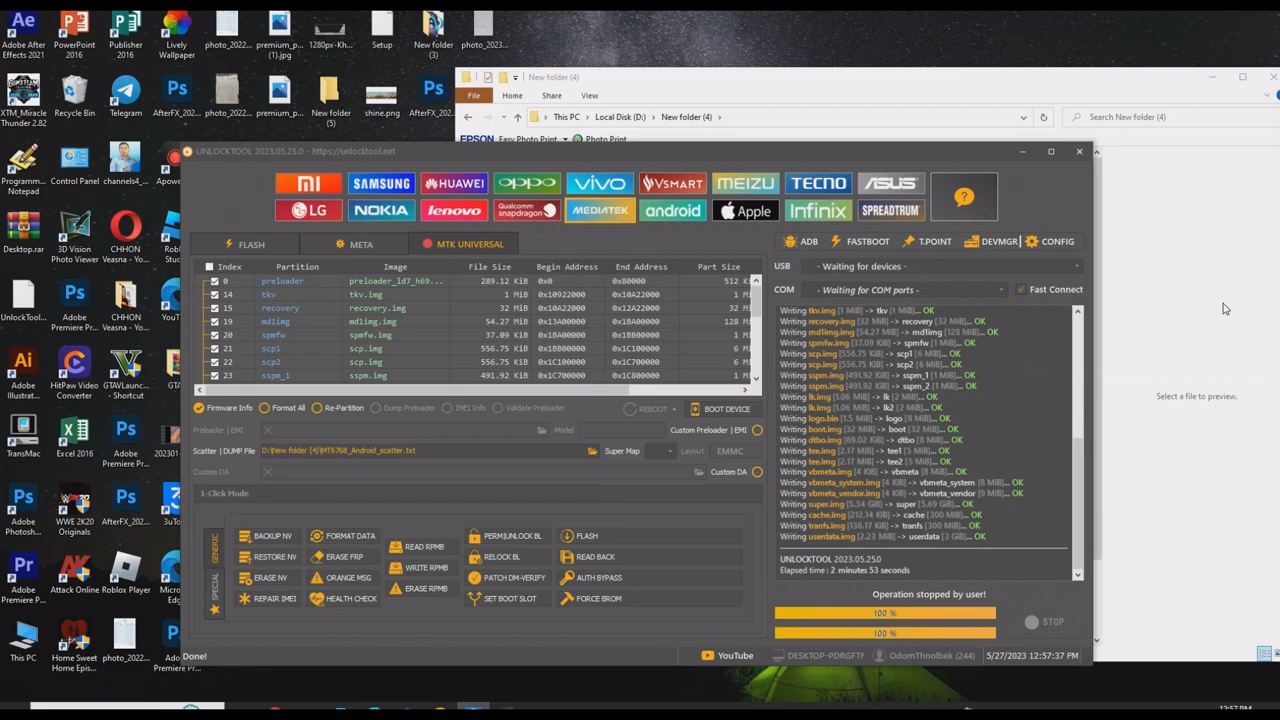 Adobe After Effects 2021
PowerPoint 2016
Publisher 2016
Lively Wallpaper
photo_2022...
premium_p... (1).jpg
1280px-Kh...
Setup
New folder (3)
photo_2023...
XTM_Miracle Thunder 2.82
Recycle Bin
Telegram
AfterFX_202...
photo_2022...
premium_p...
New folder (5)
shine.png
AfterFX_202...
Programm... Notepad
Control Panel
channels4_...
Desktop.rar
3D Vision Photo Viewer
UnlockTool...
Adobe Premiere Pr...
Adobe Illustrat...
HitPaw Video Converter
GTAVLaunc... - Shortcut
TransMac
Excel 2016
Adobe Premiere Pr...
Adobe Photosh...
WWE 2K20 Originals
AfterFX_202...
Adobe Premiere P...
Attack Online
Roblox Player
This PC
Home Sweet Home Epis...
photo_2022...
New folder (4)
File
Home
Share
View
This PC
Local Disk (D:)
New folder (4)
Search New folder (4)
EPSON
Easy Photo Print
Photo Print
Select a file to preview.
UNLOCKTOOL 2023.05.25.0 - https://unlocktool.net
MI
SAMSUNG
HUAWEI
OPPO
VIVO
VSMART
MEIZU
TECNO
ASUS
LG
NOKIA
lenovo
Qualcomm snapdragon
MEDIATEK
android
Apple
Infinix
SPREADTRUM
?
FLASH
META
MTK UNIVERSAL
ADB
FASTBOOT
T.POINT
DEVMGR
CONFIG
USB
- Waiting for devices -
COM
- Waiting for COM ports -
Fast Connect
Index Partition Image File Size Begin Address End Address Part Size
0 preloader preloader_ld7_h69... 289.12 KiB 0x0 0x80000 512 K
14 tkv tkv.img 1 MiB 0x10922000 0x10A22000 1 M
15 recovery recovery.img 32 MiB 0x10A22000 0x12A22000 32 M
19 md1img md1img.img 54.27 MiB 0x13A00000 0x1BA00000 128 M
20 spmfw spmfw.img 37.09 KiB 0x1BA00000 0x1BB00000 1 M
21 scp1 scp.img 556.75 KiB 0x1BB00000 0x1C100000 6 M
22 scp2 scp.img 556.75 KiB 0x1C100000 0x1C700000 6 M
23 sspm_1 sspm.img 491.92 KiB 0x1C700000 0x1C800000 1 M
Firmware Info
Format All
Re-Partition
Dump Preloader
IMEI Info
Validate Preloader
REBOOT
BOOT DEVICE
Preloader | EMI
Model
Custom Preloader | EMI
Scatter | DUMP File
D:\New folder (4)\MT6768_Android_scatter.txt
Super Map
Layout
EMMC
Custom DA
Custom DA
1-Click Mode
GENERIC
SPECIAL
BACKUP NV
RESTORE NV
ERASE NV
REPAIR IMEI
FORMAT DATA
ERASE FRP
ORANGE MSG
HEALTH CHECK
READ RPMB
WRITE RPMB
ERASE RPMB
PERM|UNLOCK BL
RELOCK BL
PATCH DM-VERIFY
SET BOOT SLOT
FLASH
READ BACK
AUTH BYPASS
FORCE BROM
Writing tkv.img [1 MiB] -> tkv [1 MiB]... OK
Writing recovery.img [32 MiB] -> recovery [32 MiB]... OK
Writing md1img.img [54.27 MiB] -> md1img [128 MiB]... OK
Writing spmfw.img [37.09 KiB] -> spmfw [1 MiB]... OK
Writing scp.img [556.75 KiB] -> scp1 [6 MiB]... OK
Writing scp.img [556.75 KiB] -> scp2 [6 MiB]... OK
Writing sspm.img [491.92 KiB] -> sspm_1 [1 MiB]... OK
Writing sspm.img [491.92 KiB] -> sspm_2 [1 MiB]... OK
Writing lk.img [1.06 MiB] -> lk [2 MiB]... OK
Writing lk.img [1.06 MiB] -> lk2 [2 MiB]... OK
Writing logo.bin [1.5 MiB] -> logo [8 MiB]... OK
Writing boot.img [32 MiB] -> boot [32 MiB]... OK
Writing dtbo.img [69.02 KiB] -> dtbo [8 MiB]... OK
Writing tee.img [2.17 MiB] -> tee1 [5 MiB]... OK
Writing tee.img [2.17 MiB] -> tee2 [5 MiB]... OK
Writing vbmeta.img [4 KiB] -> vbmeta [8 MiB]... OK
Writing vbmeta_system.img [4 KiB] -> vbmeta_system [8 MiB]... OK
Writing vbmeta_vendor.img [4 KiB] -> vbmeta_vendor [9 MiB]... OK
Writing super.img [5.34 GiB] -> super [5.69 GiB]... OK
Writing cache.img [212.14 KiB] -> cache [300 MiB]... OK
Writing tranfs.img [136.17 KiB] -> tranfs [300 MiB]... OK
Writing userdata.img [2.23 MiB] -> userdata [3 GiB]... OK
UNLOCKTOOL 2023.05.25.0
Elapsed time : 2 minutes 53 seconds
Operation stopped by user!
100 %
100 %
STOP
Done!
YouTube
DESKTOP-PDRGFT
OdomThnolbek (244)
5/27/2023 12:57:37 PM
12:57 PM